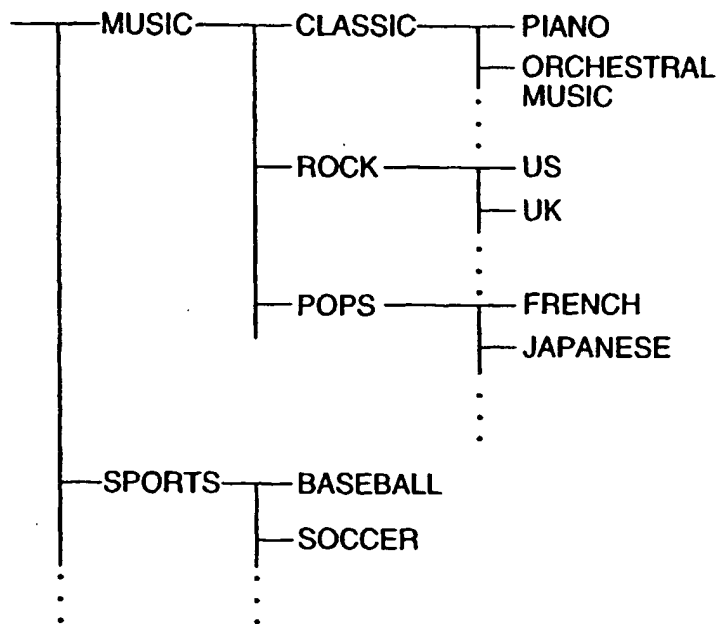 MUSIC CLASSIC PIANO
ORCHESTRAL
MUSIC
ROCK US
UK
POPS FRENCH
JAPANESE
SPORTS BASEBALL
SOCCER